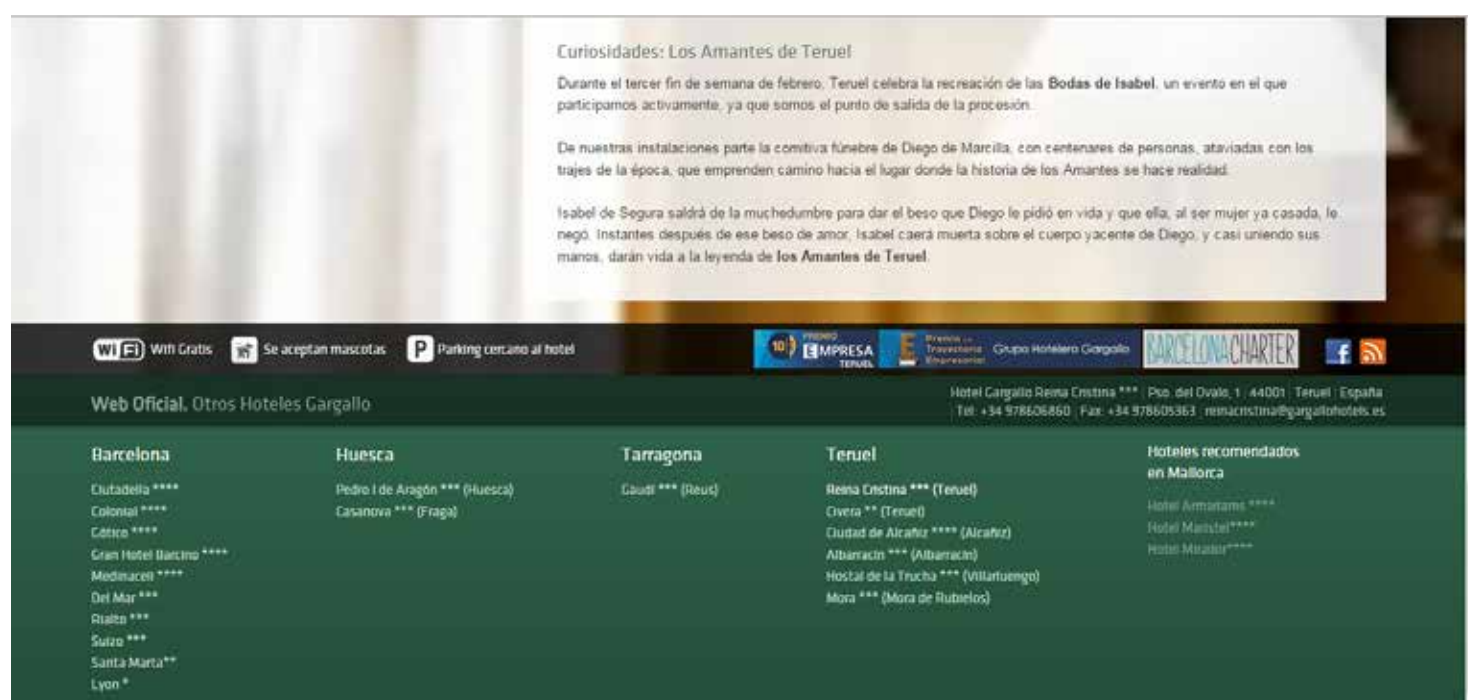 Curiosidades: Los Amantes de Teruel
Durante el tercer fin de semana de febrero, Teruel celebra la recreación de las Bodas de Isabel, un evento en el que
participamos activamente, ya que somos el punto de salida de la procesión.
De nuestras instalaciones parte la comitiva fúnebre de Diego de Marcilla, con centenares de personas, ataviadas con los
trajes de la época, que emprenden camino hacia el lugar donde la historia de los Amantes se hace realidad.
Isabel de Segura saldrá de la muchedumbre para dar el beso que Diego le pidió en vida y que ella, al ser mujer ya casada, le
negó. Instantes después de ese beso de amor, Isabel caerá muerta sobre el cuerpo yacente de Diego, y casi uniendo sus
manos, darán vida a la leyenda de los Amantes de Teruel.
WiFi Wifi Gratis Se aceptan mascotas P Parking cercano al hotel
10 PREMIO EMPRESA TERUEL
E Premio Trayectoria Empresarial Grupo Hotelero Gargallo
BARCELONACHARTER
f
Web Oficial. Otros Hoteles Gargallo
Hotel Gargallo Reina Cristina *** | Pso. del Ovalo, 1 | 44001 | Teruel | España
Tel: +34 978606860 | Fax: +34 978605363 | reinacristina@gargallohotels.es
Barcelona
Ciutadella ****
Colonial ****
Gótico ****
Gran Hotel Barcino ****
Medinaceli ****
Del Mar ***
Rialto ***
Suizo ***
Santa Marta**
Lyon *
Huesca
Pedro I de Aragón *** (Huesca)
Casanova *** (Fraga)
Tarragona
Gaudí *** (Reus)
Teruel
Reina Cristina *** (Teruel)
Civera ** (Teruel)
Ciudad de Alcañiz **** (Alcañiz)
Albarracín *** (Albarracín)
Hostal de la Trucha *** (Villarluengo)
Mora *** (Mora de Rubielos)
Hoteles recomendados
en Mallorca
Hotel Armadams ****
Hotel Maristel****
Hotel Mirador****